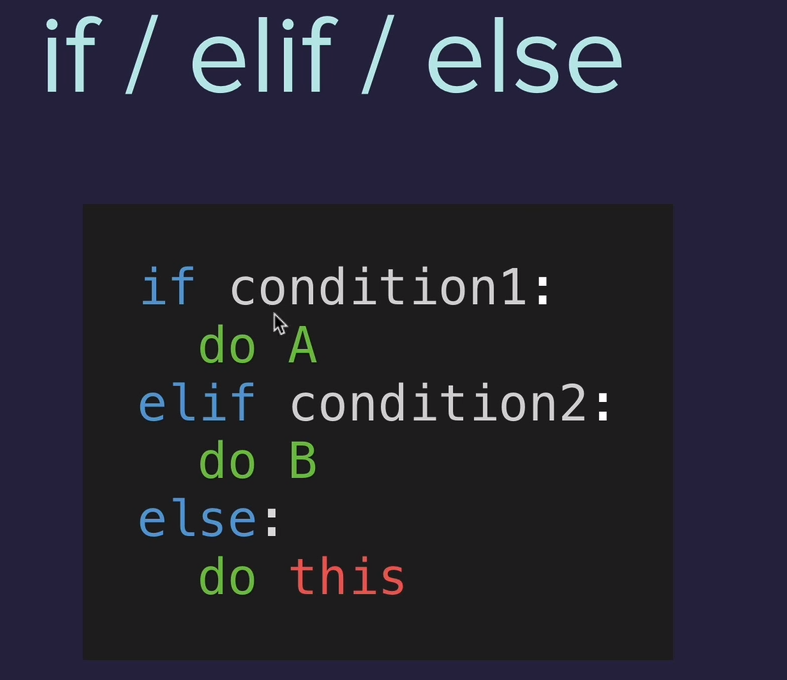 if / elif / else
if condition1:
  do A
elif condition2:
  do B
else:
  do this